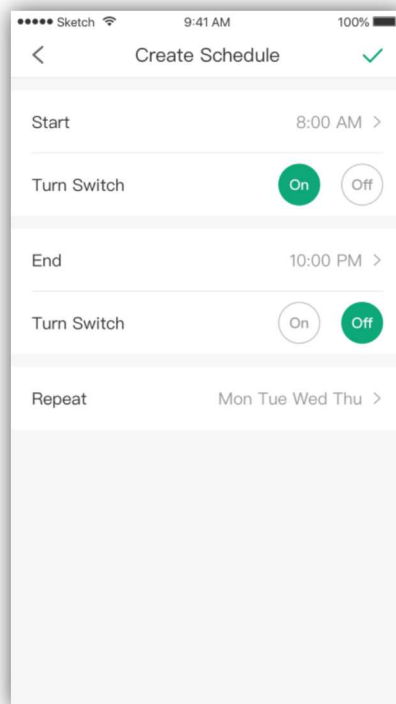 Sketch 9:41 AM 100%
Create Schedule
Start 8:00 AM
Turn Switch On Off
End 10:00 PM
Turn Switch On Off
Repeat Mon Tue Wed Thu